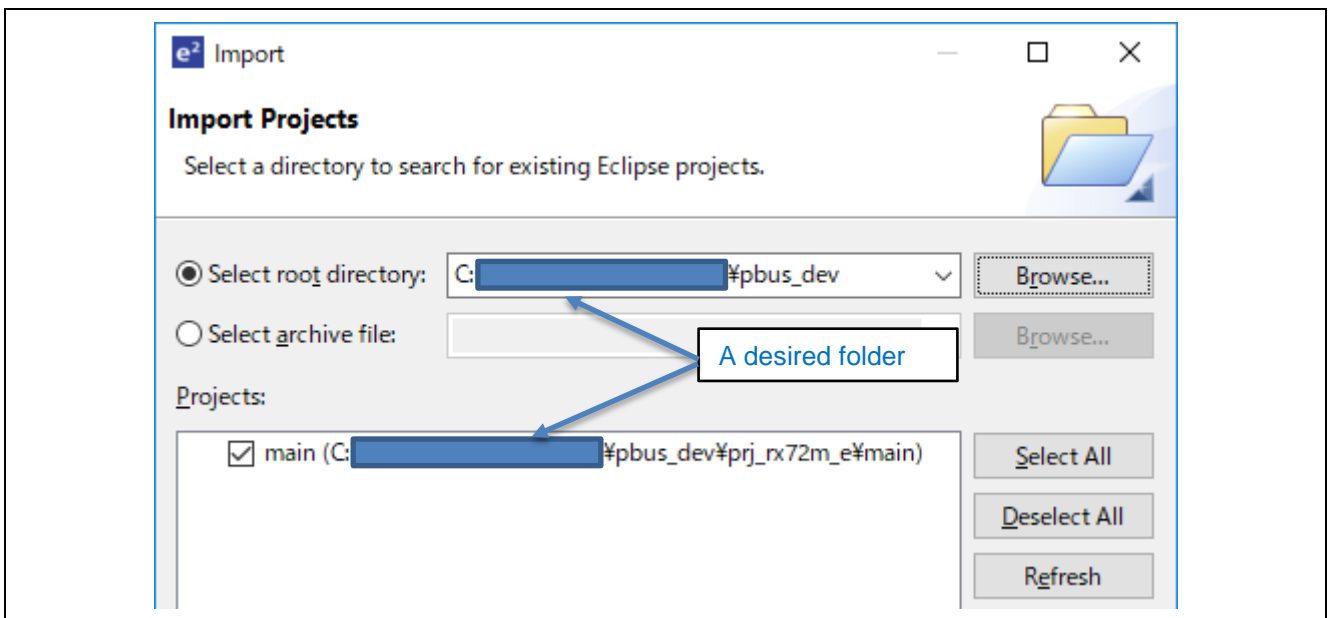 e² Import
Import Projects
Select a directory to search for existing Eclipse projects.
Select root directory: C: ¥pbus_dev Browse...
Select archive file: Browse...
A desired folder
Projects:
main (C: ¥pbus_dev¥prj_rx72m_e¥main)
Select All
Deselect All
Refresh